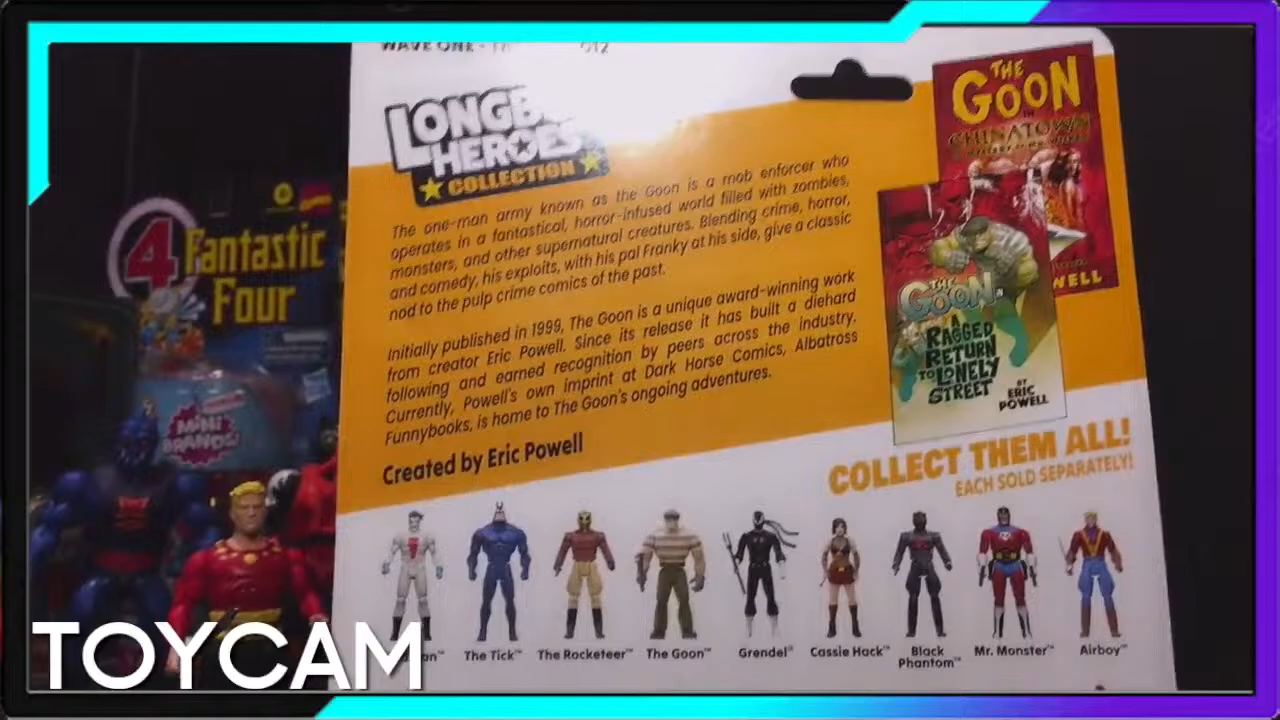 WAVE ONE - 012
LONGB
HEROES
COLLECTION
The one-man army known as the Goon is a mob enforcer who
operates in a fantastical, horror-infused world filled with zombies,
monsters, and other supernatural creatures. Blending crime, horror,
and comedy, his exploits, with his pal Franky at his side, give a classic
nod to the pulp crime comics of the past.
Initially published in 1999, The Goon is a unique award-winning work
from creator Eric Powell. Since its release it has built a diehard
following and earned recognition by peers across the industry.
Currently, Powell's own imprint at Dark Horse Comics, Albatross
Funnybooks, is home to The Goon's ongoing adventures.
Created by Eric Powell
THE
GOON
IN
CHINATOWN
WELL
THE
GOON
IN
A
RAGGED
RETURN
TO LONELY
STREET
BY
ERIC
POWELL
COLLECT THEM ALL!
EACH SOLD SEPARATELY!
The Tick™
The Rocketeer™
The Goon™
Grendel®
Cassie Hack™
Black
Phantom™
Mr. Monster™
Airboy™
4
Fantastic
Four
MINI
BRANDS!
TOYCAM